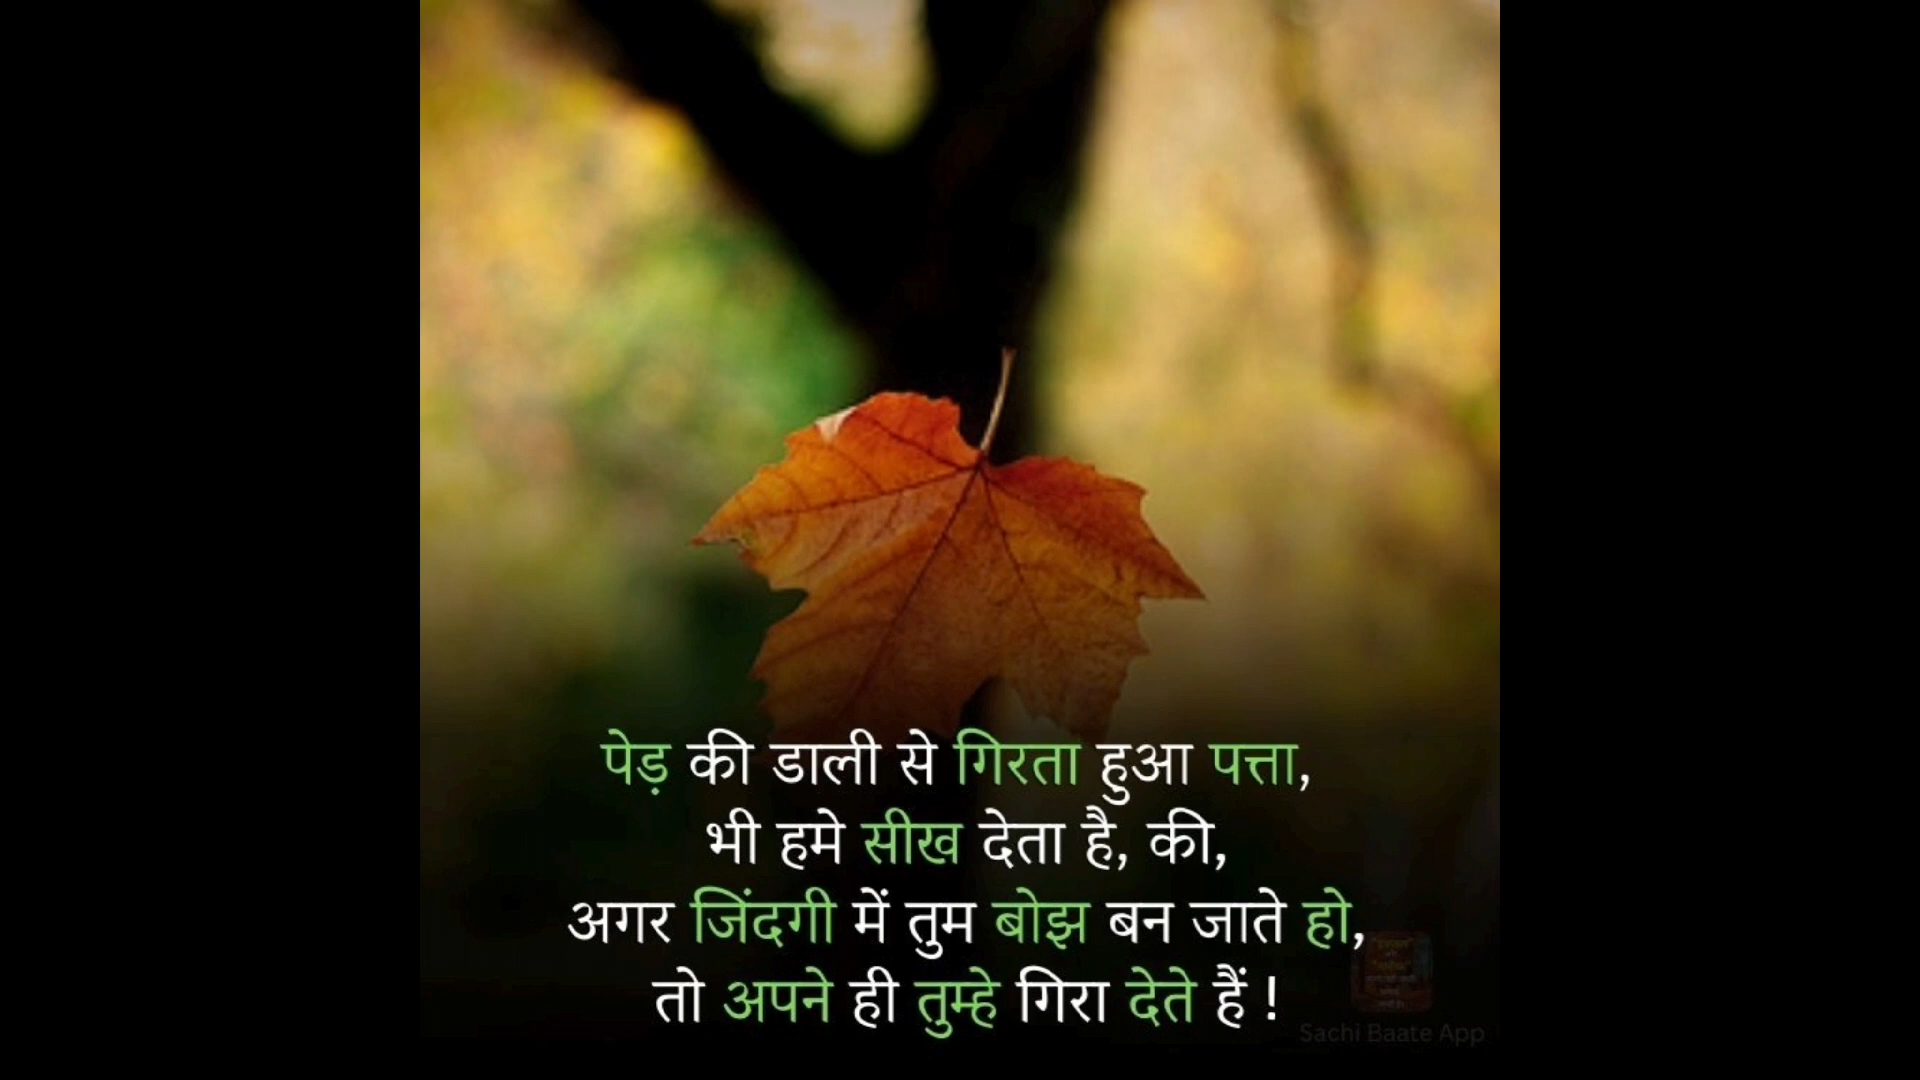 पेड़ की डाली से गिरता हुआ पत्ता,
भी हमे सीख देता है, की,
अगर जिंदगी में तुम बोझ बन जाते हो,
तो अपने ही तुम्हे गिरा देते हैं !
Sachi Baate App